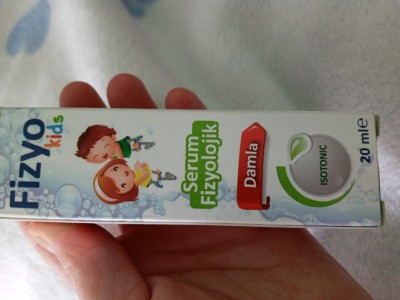 Fizyo
kids
Serum
Fizyolojik
Damla
ISOTONIC
20 ml℮